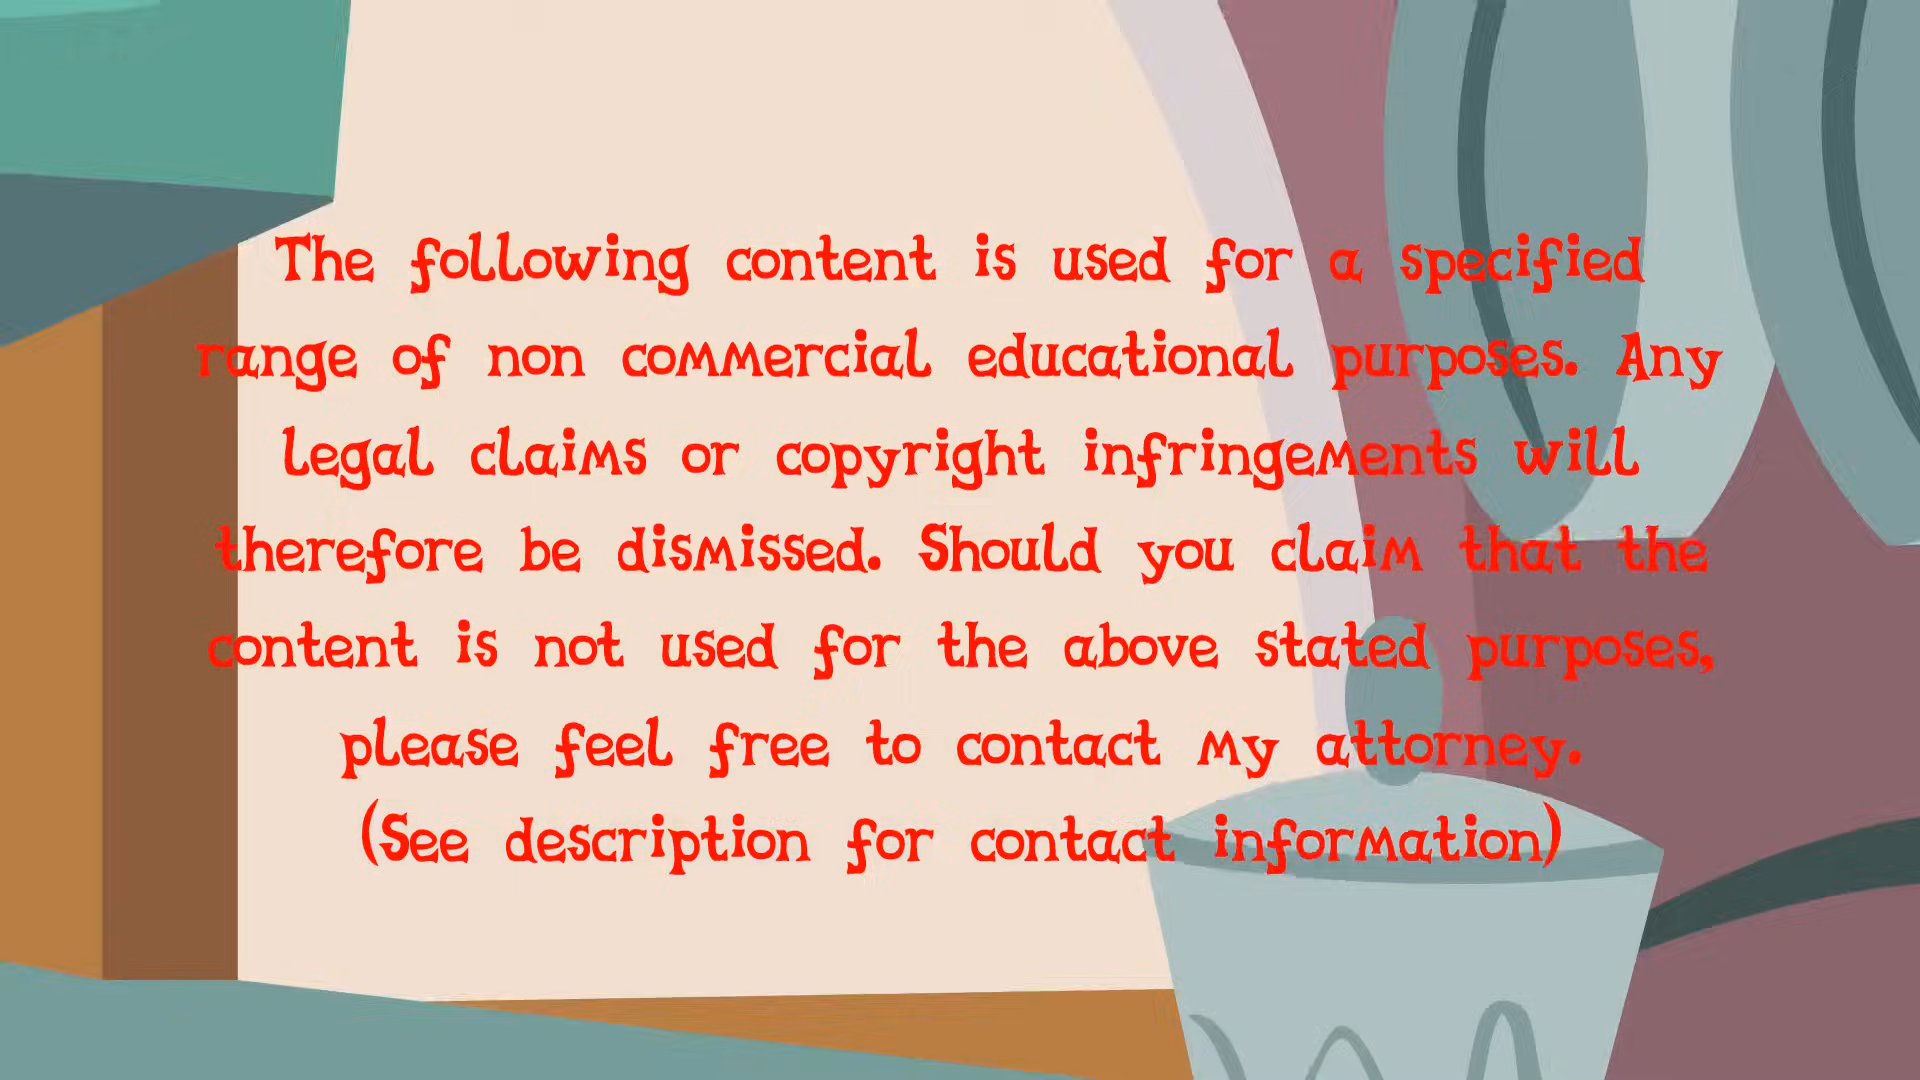 The following content is used for a specified
range of non commercial educational purposes. Any
legal claims or copyright infringements will
therefore be dismissed. Should you claim that the
content is not used for the above stated purposes,
please feel free to contact my attorney.
(See description for contact information)